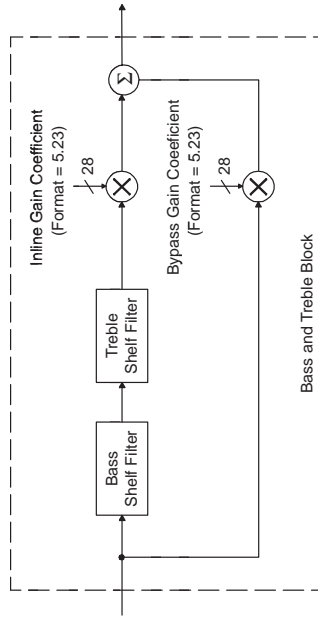 Bass
Shelf Filter
Treble
Shelf Filter
Inline Gain Coefficient
(Format = 5.23)
28
Σ
Bypass Gain Coeefficient
(Format = 5.23)
28
Bass and Treble Block